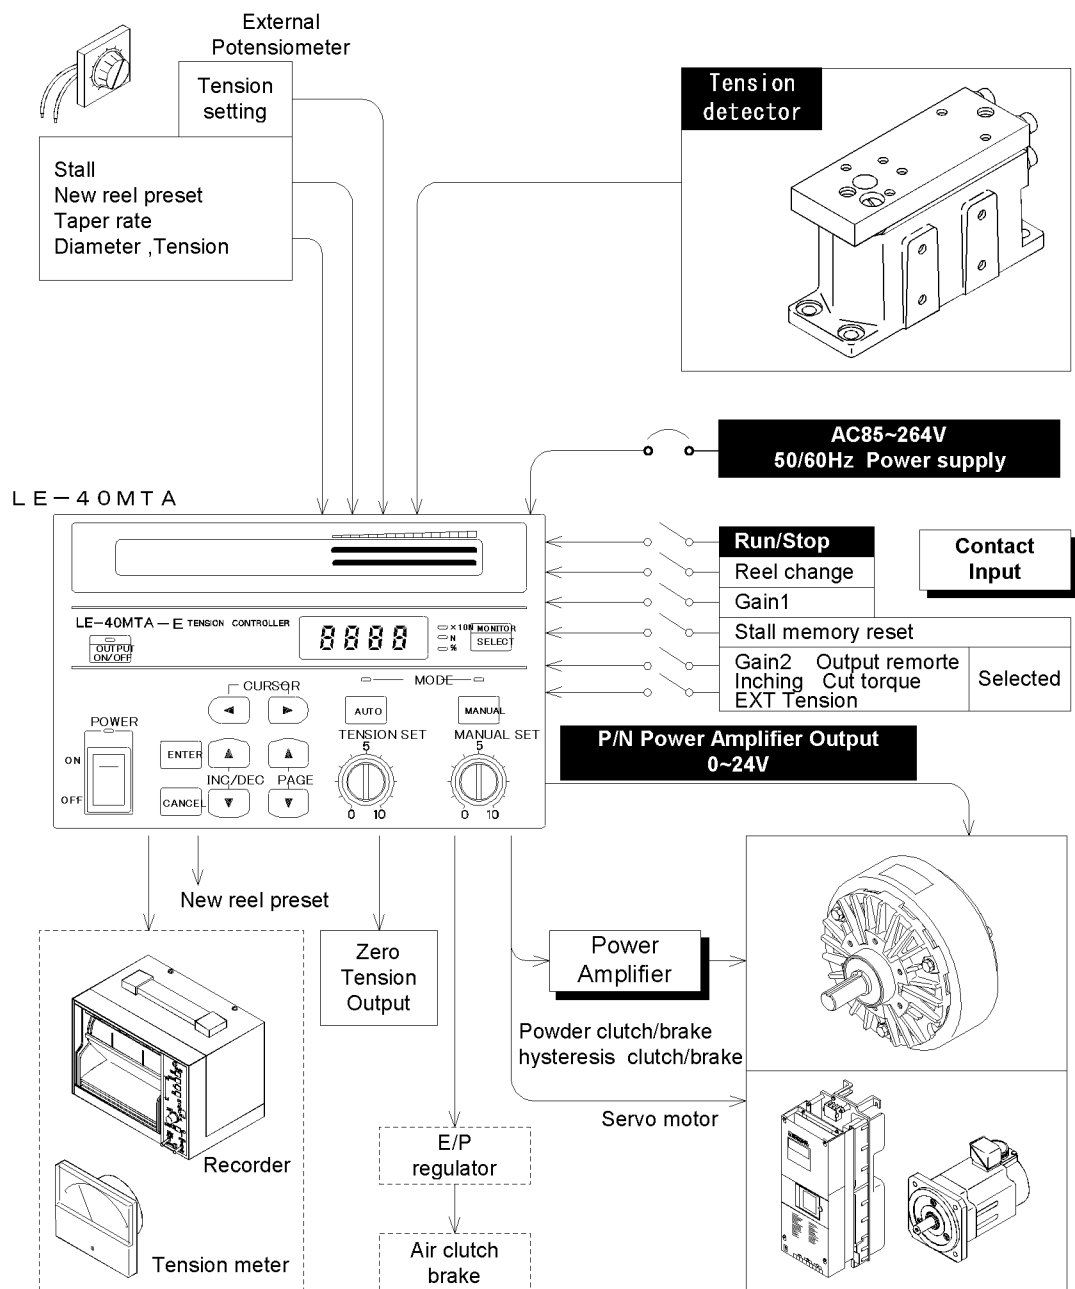 External
Potensiometer
Tension
setting
Stall
New reel preset
Taper rate
Diameter ,Tension
Tension
detector
AC85~264V
50/60Hz Power supply
LE-40MTA
Run/Stop
Reel change
Gain1
Stall memory reset
Gain2 Output remorte
Inching Cut torque
EXT Tension
Selected
Contact
Input
LE-40MTA-E TENSION CONTROLLER
OUTPUT
ON/OFF
8888
×10N
N
%
MONITOR
SELECT
CURSOR
MODE
POWER
ON
OFF
ENTER
CANCEL
INC/DEC
PAGE
AUTO
MANUAL
TENSION SET
5
0 10
MANUAL SET
5
0 10
P/N Power Amplifier Output
0~24V
New reel preset
Zero
Tension
Output
Power
Amplifier
Powder clutch/brake
hysteresis clutch/brake
Servo motor
Recorder
Tension meter
E/P
regulator
Air clutch
brake